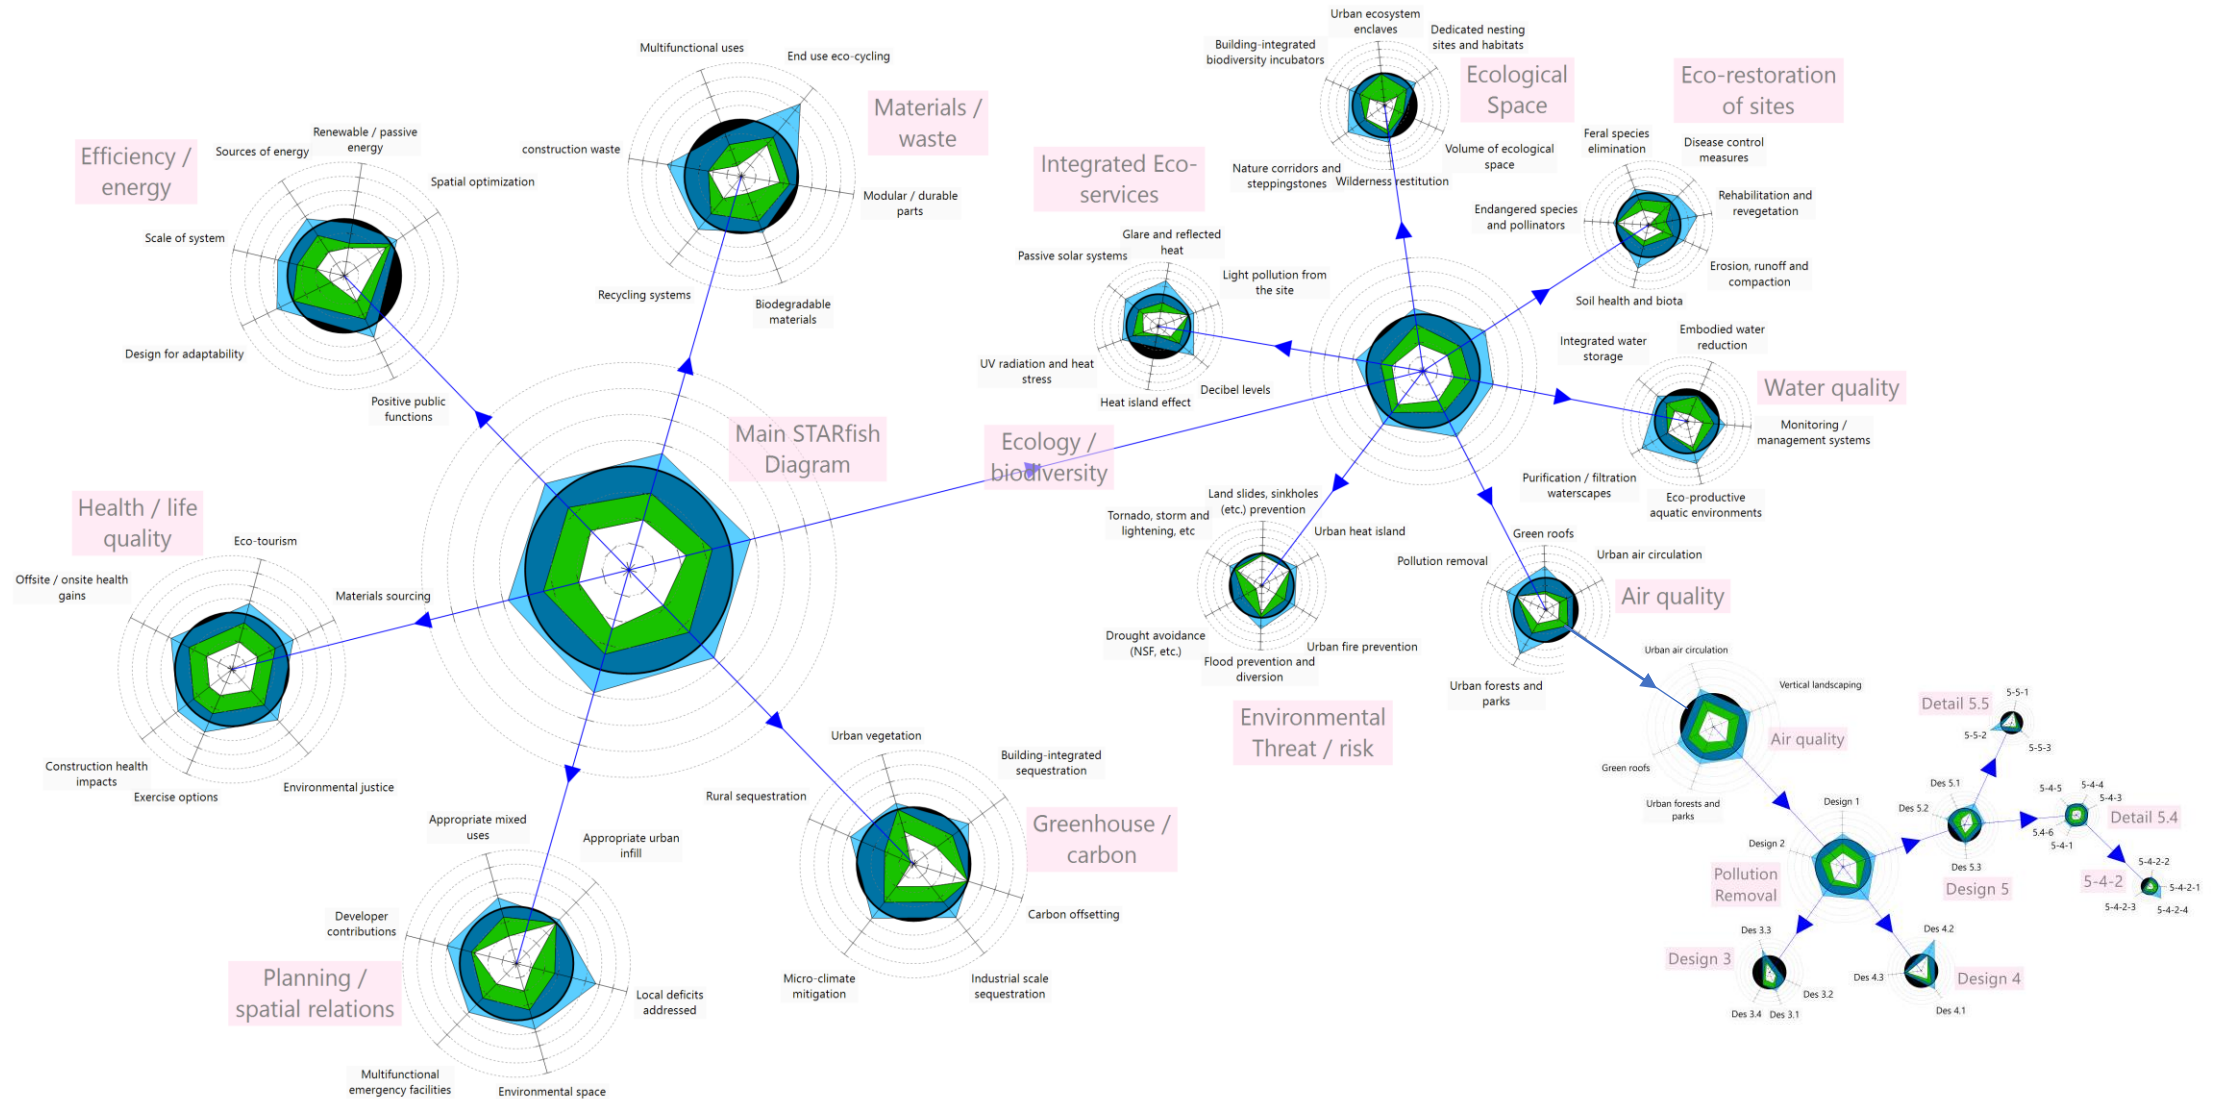 Efficiency /
energy
Sources of energy
Renewable / passive
energy
Spatial optimization
Scale of system
Design for adaptability
Positive public
functions
Multifunctional uses
End use eco-cycling
Materials /
waste
construction waste
Modular / durable
parts
Recycling systems
Biodegradable
materials
Main STARfish
Diagram
Health / life
quality
Eco-tourism
Offsite / onsite health
gains
Materials sourcing
Construction health
impacts
Exercise options
Environmental justice
Appropriate mixed
uses
Appropriate urban
infill
Developer
contributions
Planning /
spatial relations
Local deficits
addressed
Multifunctional
emergency facilities
Environmental space
Urban vegetation
Building-integrated
sequestration
Rural sequestration
Greenhouse /
carbon
Carbon offsetting
Micro-climate
mitigation
Industrial scale
sequestration
Ecology /
biodiversity
Urban ecosystem
enclaves
Dedicated nesting
sites and habitats
Building-integrated
biodiversity incubators
Ecological
Space
Volume of ecological
space
Nature corridors and
steppingstones
Wilderness restitution
Eco-restoration
of sites
Feral species
elimination
Disease control
measures
Rehabilitation and
revegetation
Endangered species
and pollinators
Erosion, runoff and
compaction
Soil health and biota
Integrated Eco-
services
Glare and reflected
heat
Passive solar systems
Light pollution from
the site
UV radiation and heat
stress
Heat island effect
Decibel levels
Embodied water
reduction
Integrated water
storage
Water quality
Monitoring /
management systems
Purification / filtration
waterscapes
Eco-productive
aquatic environments
Land slides, sinkholes
(etc.) prevention
Tornado, storm and
lightening, etc
Urban heat island
Drought avoidance
(NSF, etc.)
Flood prevention and
diversion
Urban fire prevention
Environmental
Threat / risk
Green roofs
Urban air circulation
Pollution removal
Air quality
Urban forests and
parks
Urban air circulation
Vertical landscaping
Air quality
Green roofs
Urban forests and
parks
Design 1
Design 2
Pollution
Removal
Design 3
Des 3.3
Des 3.2
Des 3.4
Des 3.1
Des 4.2
Des 4.3
Design 4
Des 4.1
Des 5.1
Des 5.2
Des 5.3
Design 5
Detail 5.5
5-5-1
5-5-2
5-5-3
5-4-4
5-4-5
5-4-3
Detail 5.4
5.4-6
5-4-1
5-4-2
5-4-2-2
5-4-2-1
5-4-2-3
5-4-2-4